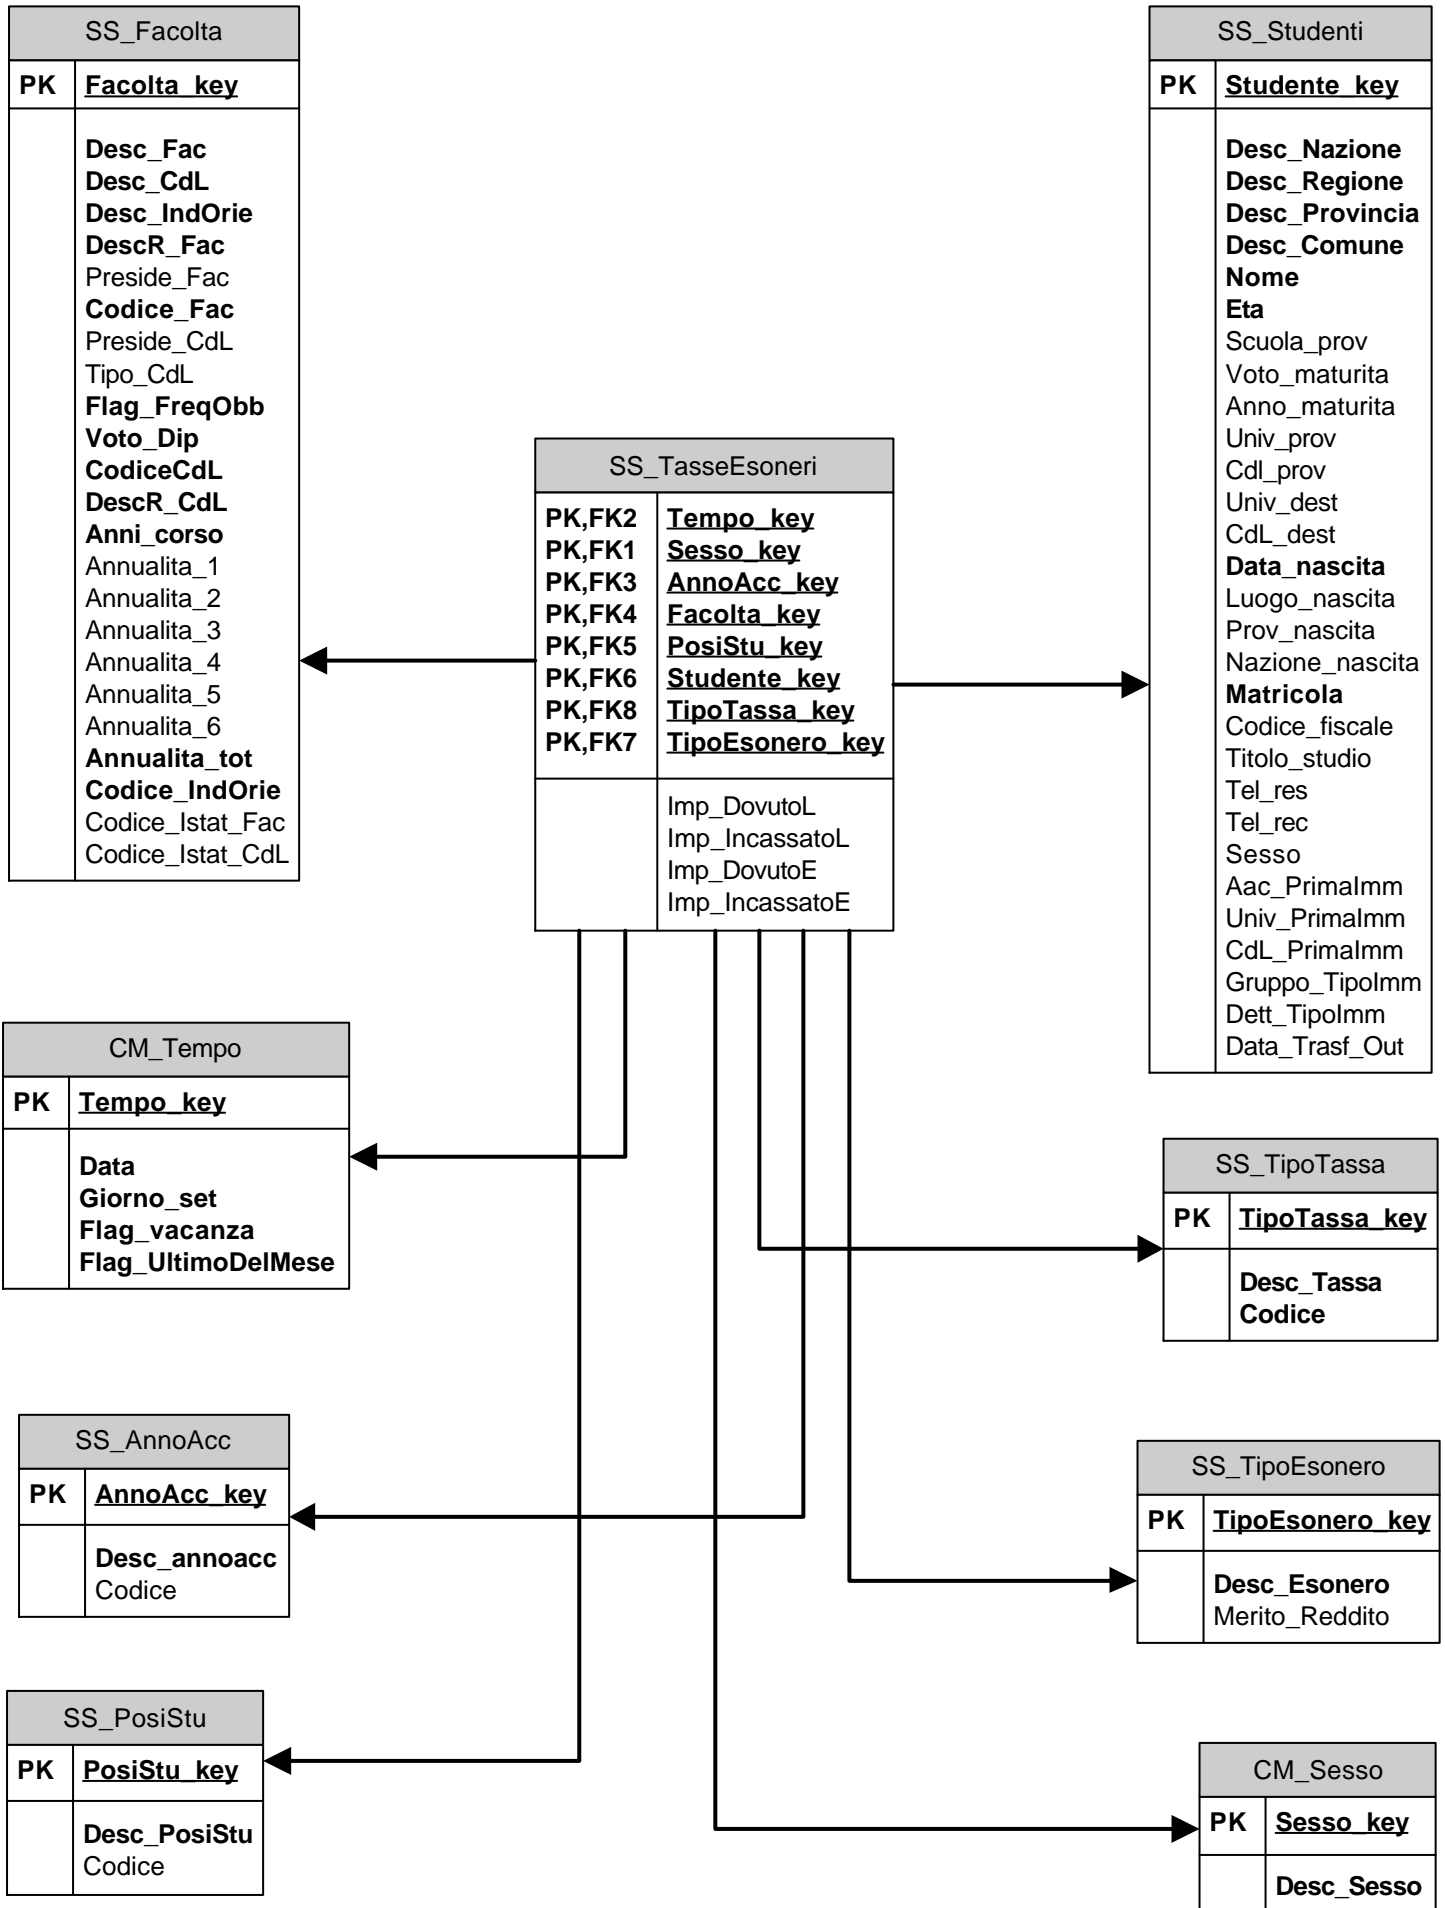 SS_Facolta
PK Facolta_key
Desc_Fac
Desc_CdL
Desc_IndOrie
DescR_Fac
Preside_Fac
Codice_Fac
Preside_CdL
Tipo_CdL
Flag_FreqObb
Voto_Dip
CodiceCdL
DescR_CdL
Anni_corso
Annualita_1
Annualita_2
Annualita_3
Annualita_4
Annualita_5
Annualita_6
Annualita_tot
Codice_IndOrie
Codice_Istat_Fac
Codice_Istat_CdL
SS_Studenti
PK Studente_key
Desc_Nazione
Desc_Regione
Desc_Provincia
Desc_Comune
Nome
Eta
Scuola_prov
Voto_maturita
Anno_maturita
Univ_prov
Cdl_prov
Univ_dest
CdL_dest
Data_nascita
Luogo_nascita
Prov_nascita
Nazione_nascita
Matricola
Codice_fiscale
Titolo_studio
Tel_res
Tel_rec
Sesso
Aac_PrimaImm
Univ_PrimaImm
CdL_PrimaImm
Gruppo_TipoImm
Dett_TipoImm
Data_Trasf_Out
SS_TasseEsoneri
PK,FK2 Tempo_key
PK,FK1 Sesso_key
PK,FK3 AnnoAcc_key
PK,FK4 Facolta_key
PK,FK5 PosiStu_key
PK,FK6 Studente_key
PK,FK8 TipoTassa_key
PK,FK7 TipoEsonero_key
Imp_DovutoL
Imp_IncassatoL
Imp_DovutoE
Imp_IncassatoE
CM_Tempo
PK Tempo_key
Data
Giorno_set
Flag_vacanza
Flag_UltimoDelMese
SS_TipoTassa
PK TipoTassa_key
Desc_Tassa
Codice
SS_AnnoAcc
PK AnnoAcc_key
Desc_annoacc
Codice
SS_TipoEsonero
PK TipoEsonero_key
Desc_Esonero
Merito_Reddito
SS_PosiStu
PK PosiStu_key
Desc_PosiStu
Codice
CM_Sesso
PK Sesso_key
Desc_Sesso